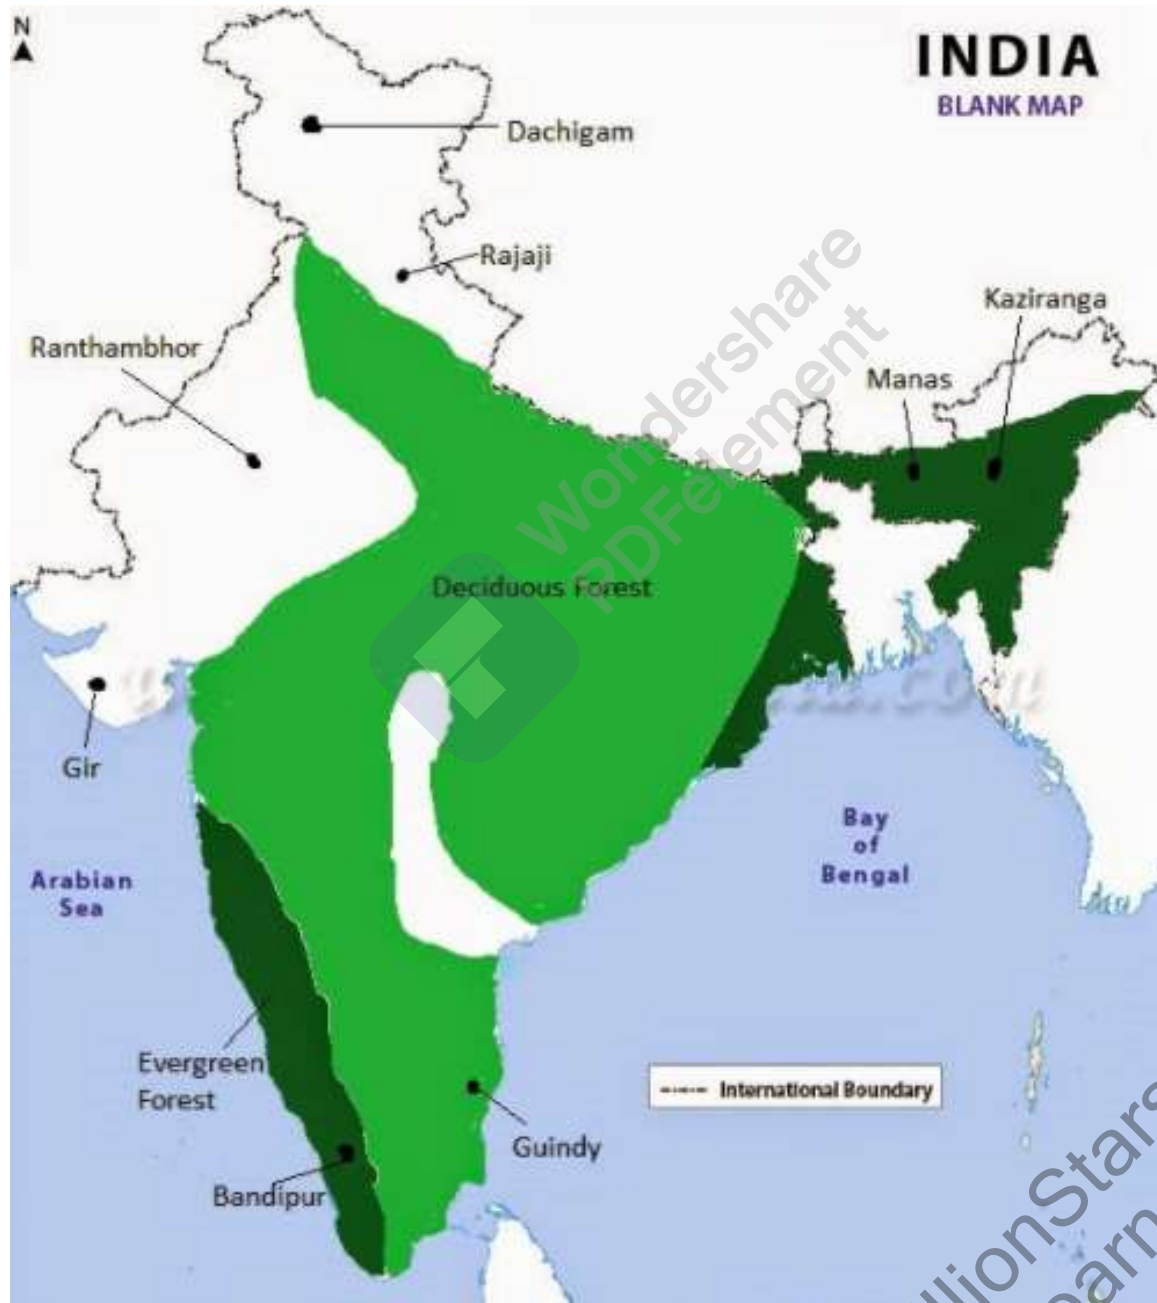 N
INDIA
BLANK MAP
Dachigam
Rajaji
Kaziranga
Ranthambhor
Manas
Wondershare
PDFelement
Deciduous Forest
Gir
Bay
of
Bengal
Arabian
Sea
Evergreen
Forest
International Boundary
Guindy
Bandipur